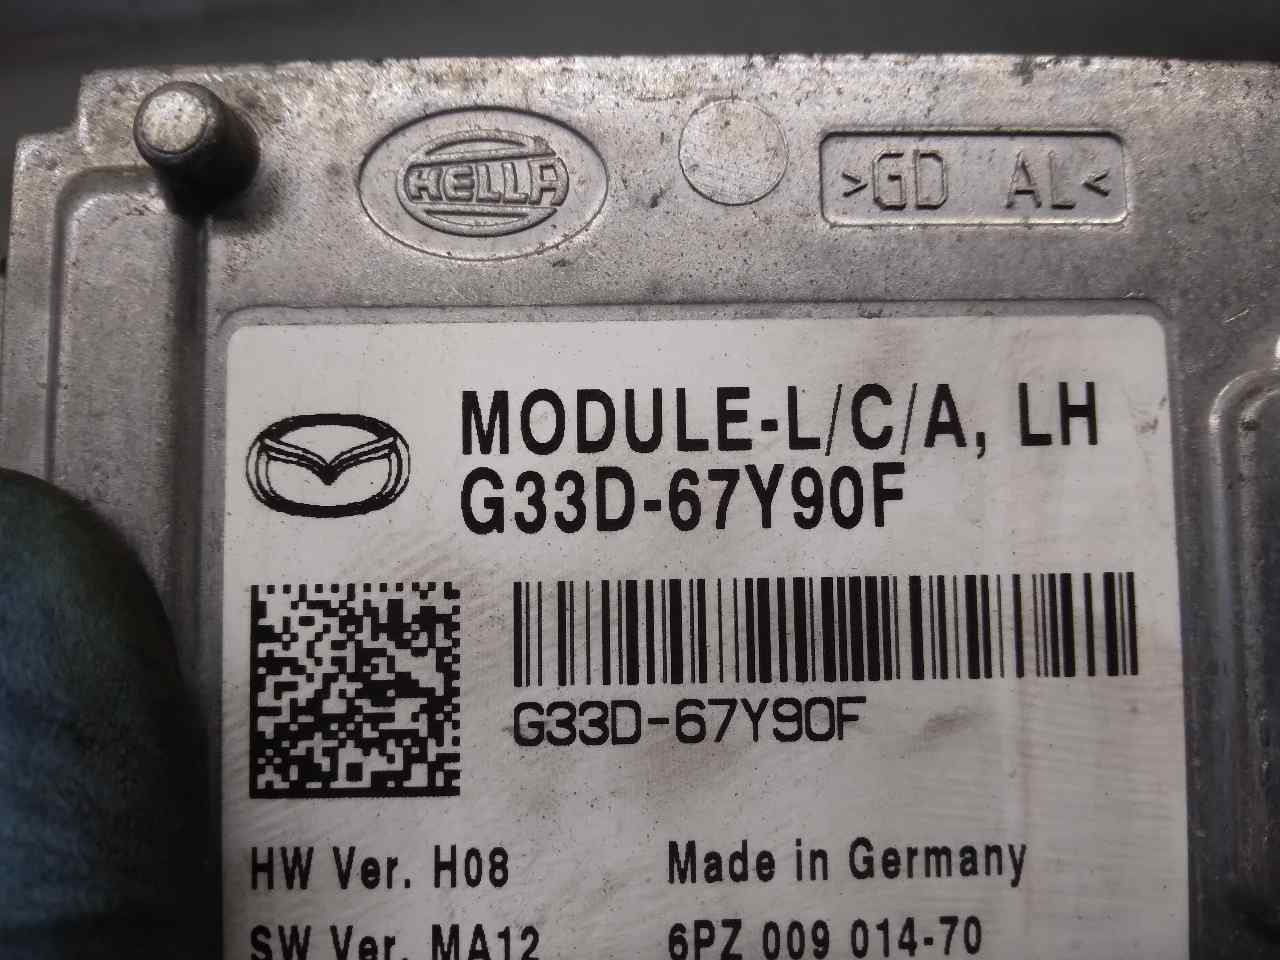 HELLA
>GD AL<
MODULE-L/C/A, LH
G33D-67Y90F
G33D-67Y90F
HW Ver. H08 Made in Germany
SW Ver. MA12 6PZ 009 014-70